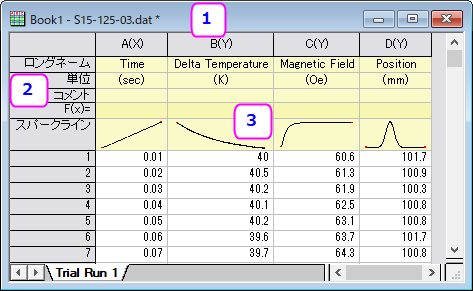 Book1 - S15-125-03.dat *
1
A(X) B(Y) C(Y) D(Y)
ロングネーム Time Delta Temperature Magnetic Field Position
単位 (sec) (K) (Oe) (mm)
2
コメント
F(x)=
スパークライン
3
1 0.01 40 60.6 101.7
2 0.02 40.5 61.3 100.9
3 0.03 40.2 61.9 100.3
4 0.04 40.1 62.5 100.8
5 0.05 40.2 63.1 100.8
6 0.06 39.6 63.7 101.7
7 0.07 39.7 64.3 100.8
Trial Run 1